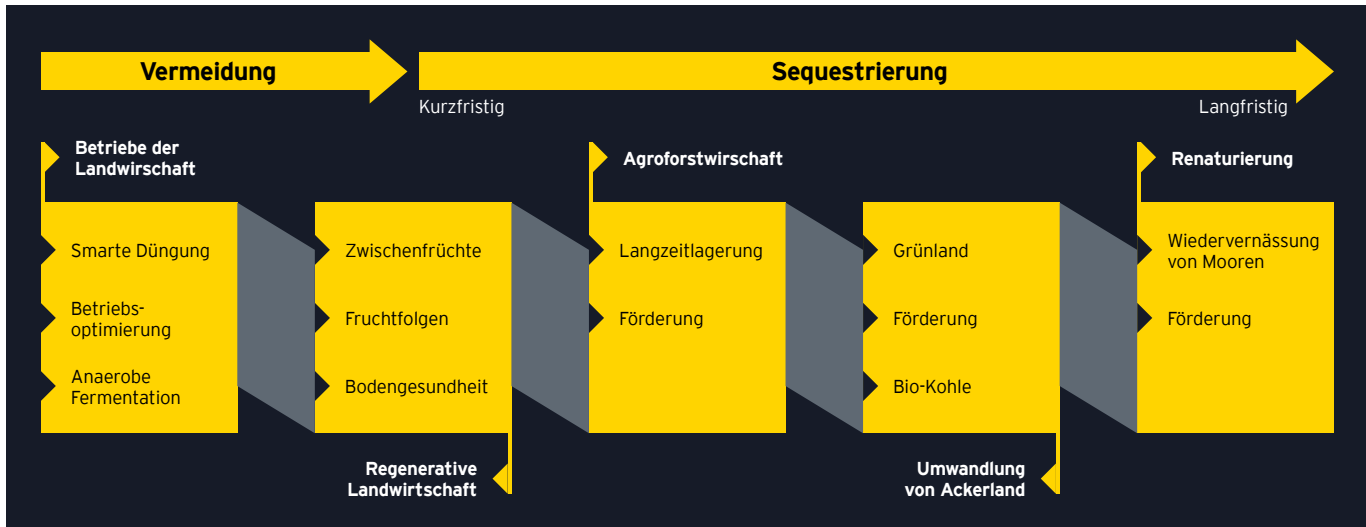 Vermeidung
Sequestrierung
Kurzfristig
Langfristig
Betriebe der
Landwirschaft
Smarte Düngung
Betriebs-
optimierung
Anaerobe
Fermentation
Zwischenfrüchte
Fruchtfolgen
Bodengesundheit
Regenerative
Landwirtschaft
Agroforstwirschaft
Langzeitlagerung
Förderung
Grünland
Förderung
Bio-Kohle
Umwandlung
von Ackerland
Renaturierung
Wiedervernässung
von Mooren
Förderung